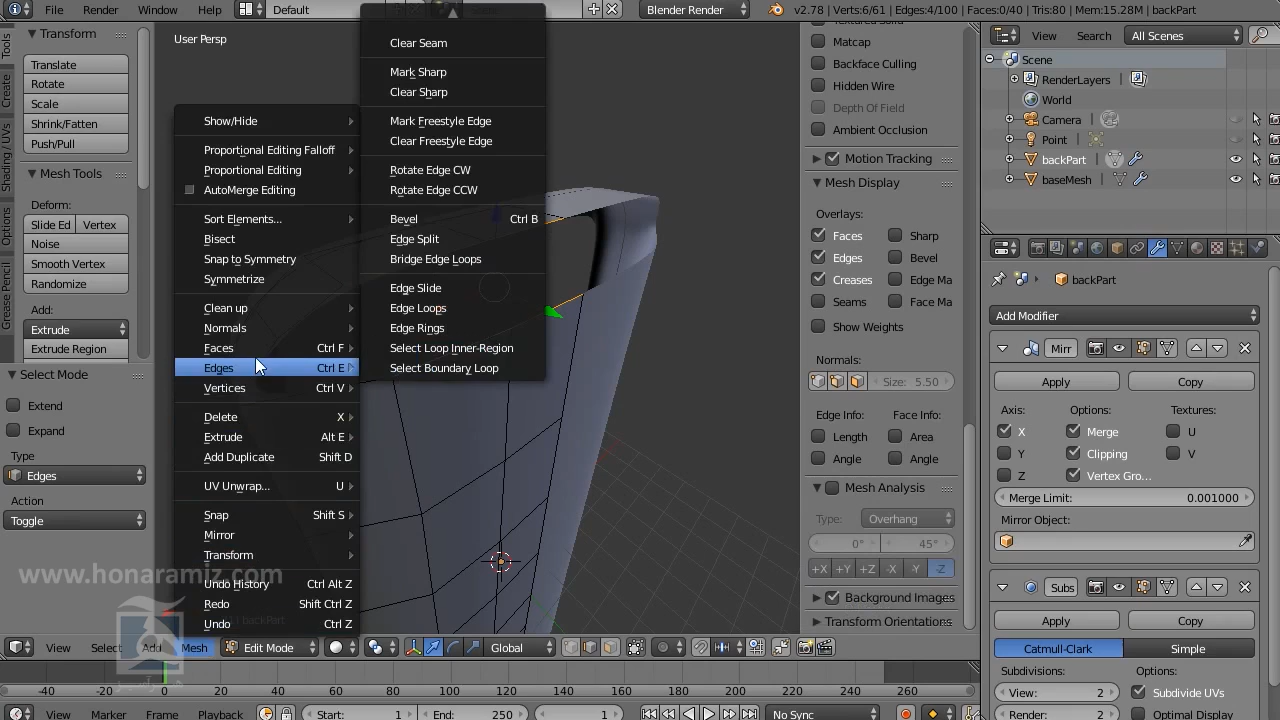 File Render Window Help Default Blender Render v2.78 | Verts:6/61 | Edges:4/100 | Faces:0/40 | Tris:80 | Mem:15.28M | backPart
Tools
Create
Shading / UVs
Options
Grease Pencil
Transform
Translate
Rotate
Scale
Shrink/Fatten
Push/Pull
Mesh Tools
Deform:
Slide Ed Vertex
Noise
Smooth Vertex
Randomize
Add:
Extrude
Extrude Region
Select Mode
Extend
Expand
Type
Edges
Action
Toggle
User Persp
Show/Hide
Proportional Editing Falloff
Proportional Editing
AutoMerge Editing
Sort Elements...
Bisect
Snap to Symmetry
Symmetrize
Clean up
Normals
Faces Ctrl F
Edges Ctrl E
Vertices Ctrl V
Delete X
Extrude Alt E
Add Duplicate Shift D
UV Unwrap... U
Snap Shift S
Mirror
Transform
Undo History Ctrl Alt Z
Redo Shift Ctrl Z
Undo Ctrl Z
Clear Seam
Mark Sharp
Clear Sharp
Mark Freestyle Edge
Clear Freestyle Edge
Rotate Edge CW
Rotate Edge CCW
Bevel Ctrl B
Edge Split
Bridge Edge Loops
Edge Slide
Edge Loops
Edge Rings
Select Loop Inner-Region
Select Boundary Loop
Matcap
Backface Culling
Hidden Wire
Depth Of Field
Ambient Occlusion
Motion Tracking
Mesh Display
Overlays:
Faces Sharp
Edges Bevel
Creases Edge Ma
Seams Face Ma
Show Weights
Normals:
Size: 5.50
Edge Info: Face Info:
Length Area
Angle Angle
Mesh Analysis
Type: Overhang
0° 45°
+X +Y +Z -X -Y -Z
Background Images
Transform Orientations
View Search All Scenes
Scene
RenderLayers
World
Camera
Point
backPart
baseMesh
backPart
Add Modifier
Mirr
Apply Copy
Axis: Options: Textures:
X Merge U
Y Clipping V
Z Vertex Gro...
Merge Limit: 0.001000
Mirror Object:
Subs
Apply Copy
Catmull-Clark Simple
Subdivisions: Options:
View: 2 Subdivide UVs
Render: 2 Optimal Display
www.honaramiz.com
هنرآمیز
View Select Add Mesh Edit Mode Global
-40 -20 0 20 40 60 80 100 120 140 160 180 200 220 240 260
View Marker Frame Playback Start: 1 End: 250 1 No Sync